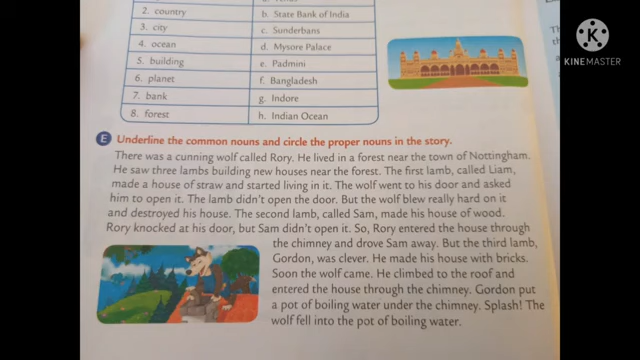 2. country
b. State Bank of India
3. city
c. Sunderbans
4. ocean
d. Mysore Palace
5. building
e. Padmini
6. planet
f. Bangladesh
7. bank
g. Indore
8. forest
h. Indian Ocean
KINEMASTER
E Underline the common nouns and circle the proper nouns in the story.
There was a cunning wolf called Rory. He lived in a forest near the town of Nottingham.
He saw three lambs building new houses near the forest. The first lamb, called Liam,
made a house of straw and started living in it. The wolf went to his door and asked
him to open it. The lamb didn't open the door. But the wolf blew really hard on it
and destroyed his house. The second lamb, called Sam, made his house of wood.
Rory knocked at his door, but Sam didn't open it. So, Rory entered the house through
the chimney and drove Sam away. But the third lamb,
Gordon, was clever. He made his house with bricks.
Soon the wolf came. He climbed to the roof and
entered the house through the chimney. Gordon put
a pot of boiling water under the chimney. Splash! The
wolf fell into the pot of boiling water.